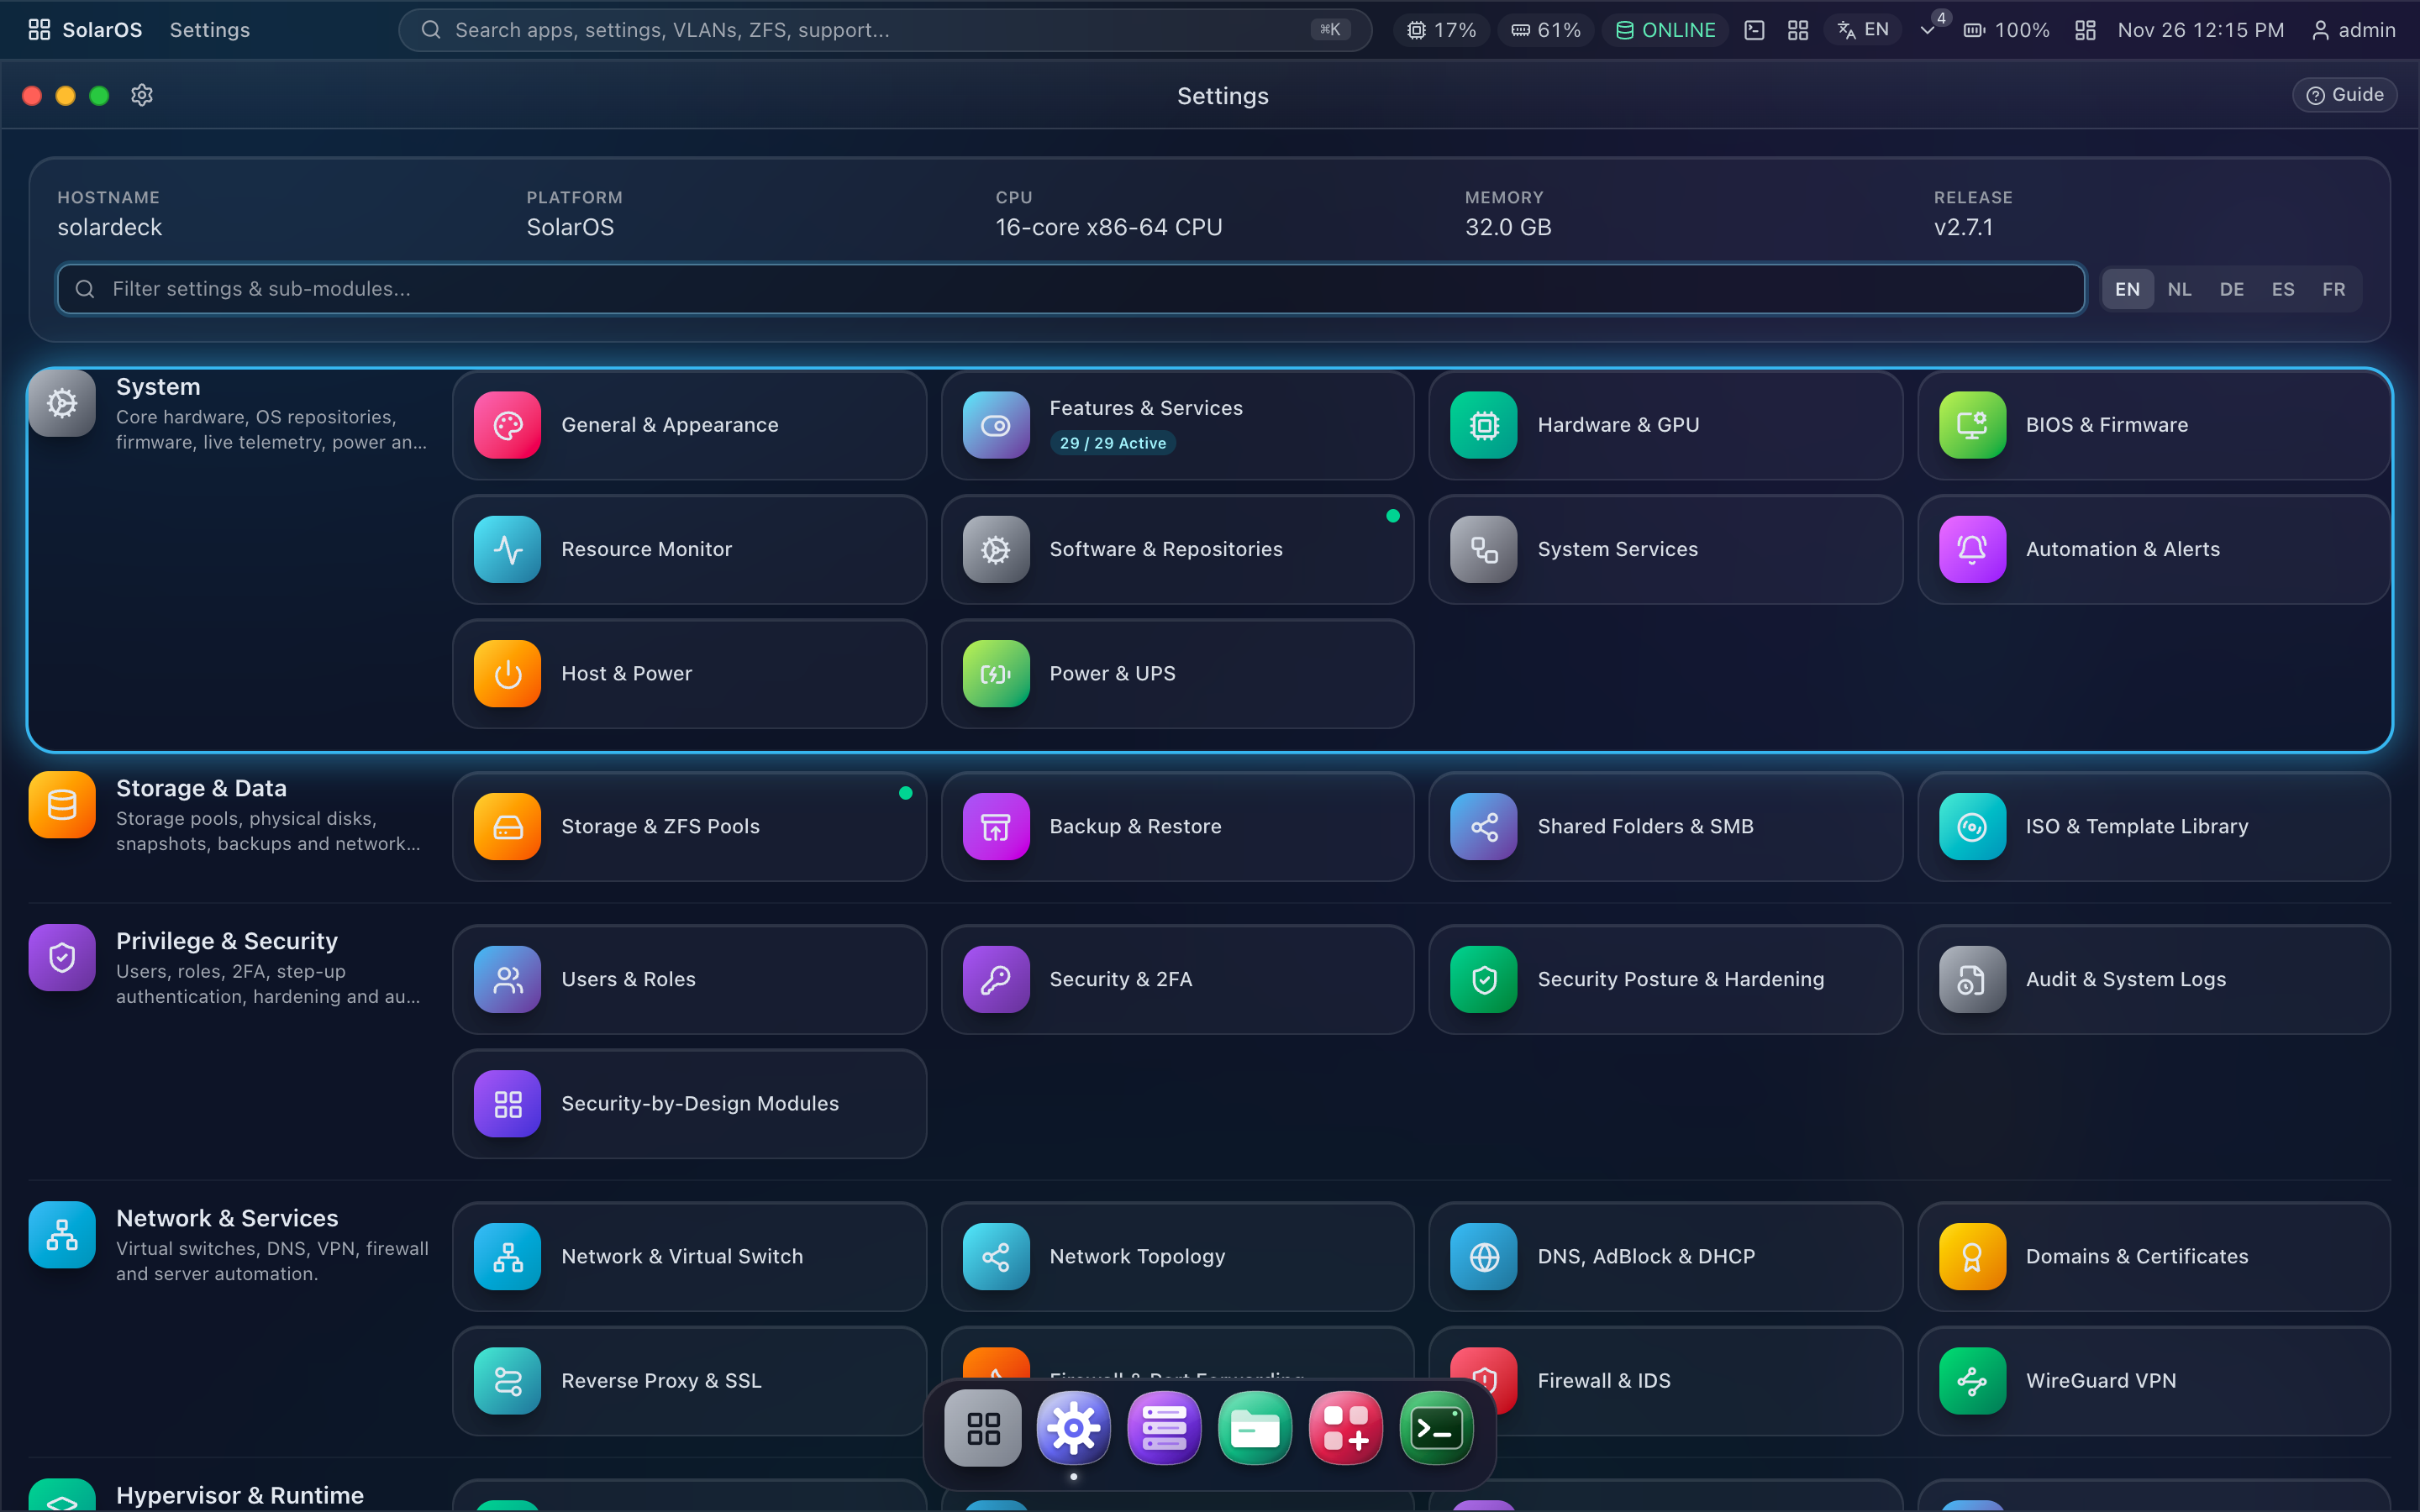 SolarOS Settings Search apps, settings, VLANs, ZFS, support... ⌘K 17% 61% ONLINE EN 4 100% Nov 26 12:15 PM admin
Settings Guide
HOSTNAME PLATFORM CPU MEMORY RELEASE
solardeck SolarOS 16-core x86-64 CPU 32.0 GB v2.7.1
Filter settings & sub-modules... EN NL DE ES FR
System
Core hardware, OS repositories,
firmware, live telemetry, power an...
General & Appearance
Features & Services
29 / 29 Active
Hardware & GPU
BIOS & Firmware
Resource Monitor
Software & Repositories
System Services
Automation & Alerts
Host & Power
Power & UPS
Storage & Data
Storage pools, physical disks,
snapshots, backups and network...
Storage & ZFS Pools
Backup & Restore
Shared Folders & SMB
ISO & Template Library
Privilege & Security
Users, roles, 2FA, step-up
authentication, hardening and au...
Users & Roles
Security & 2FA
Security Posture & Hardening
Audit & System Logs
Security-by-Design Modules
Network & Services
Virtual switches, DNS, VPN, firewall
and server automation.
Network & Virtual Switch
Network Topology
DNS, AdBlock & DHCP
Domains & Certificates
Reverse Proxy & SSL
Firewall & Port Forwarding
Firewall & IDS
WireGuard VPN
Hypervisor & Runtime